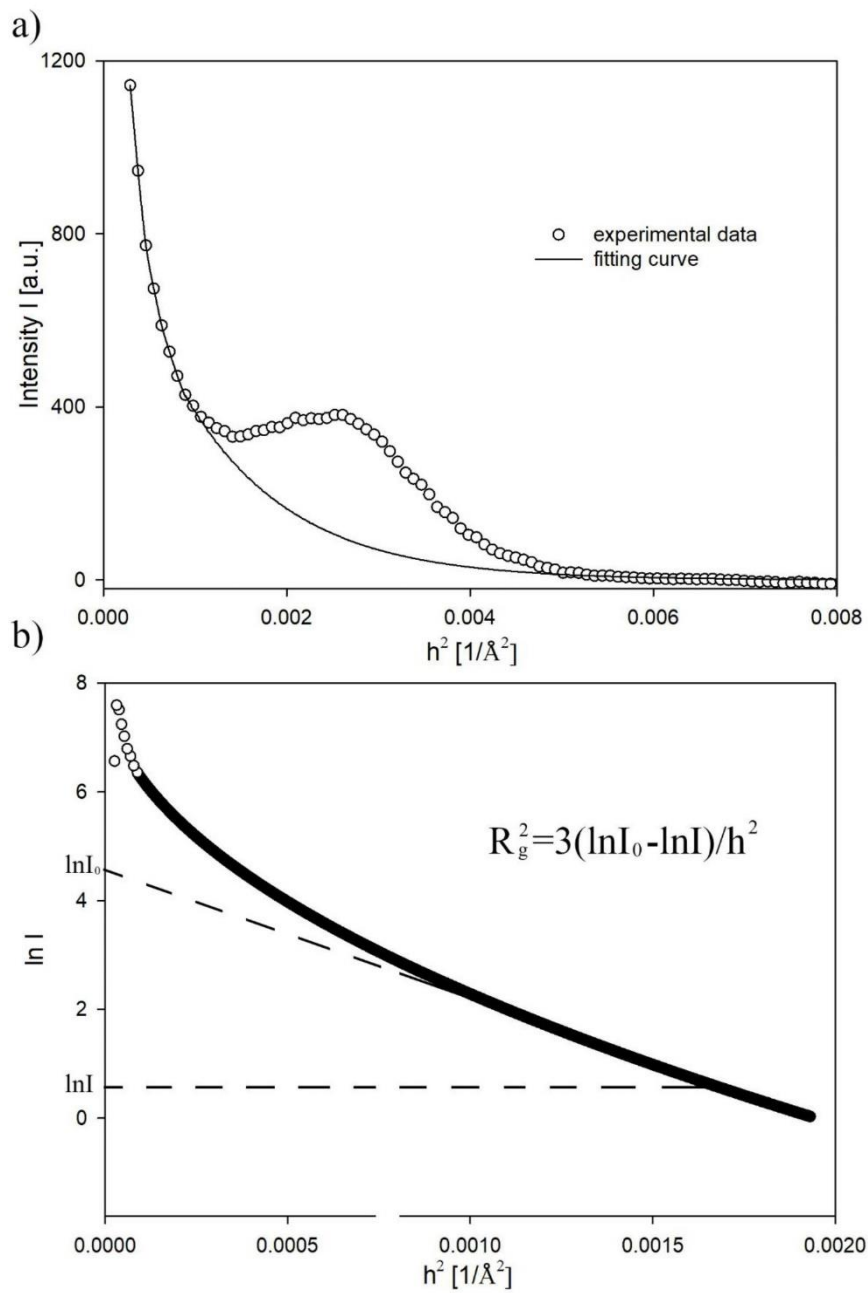 a)
1200
800
400
0
Intensity I [a.u.]
experimental data
fitting curve
0.000
0.002
0.004
0.006
0.008
h² [1/Å²]
b)
8
6
lnI₀
4
2
lnI
0
ln I
R_g²=3(lnI₀-lnI)/h²
0.0000
0.0005
0.0010
0.0015
0.0020
h² [1/Å²]